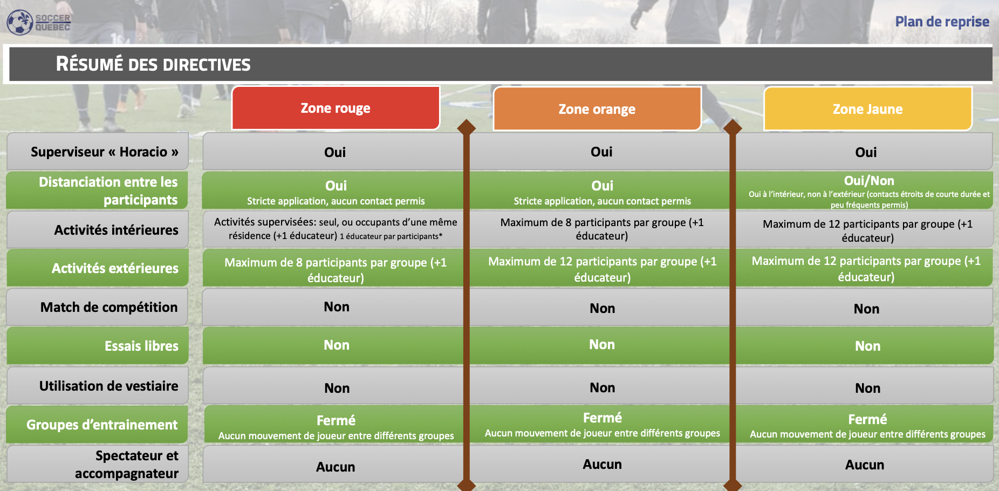 SOCCER
QUÉBEC
Plan de reprise
RÉSUMÉ DES DIRECTIVES
Zone rouge
Zone orange
Zone Jaune
Superviseur « Horacio »
Oui
Oui
Oui
Distanciation entre les
participants
Oui
Stricte application, aucun contact permis
Oui
Stricte application, aucun contact permis
Oui/Non
Oui à l'intérieur, non à l'extérieur (contacts étroits de courte durée et
peu fréquents permis)
Activités intérieures
Activités supervisées: seul, ou occupants d'une même
résidence (+1 éducateur) 1 éducateur par participants*
Maximum de 8 participants par groupe (+1
éducateur)
Maximum de 12 participants par groupe (+1
éducateur)
Activités extérieures
Maximum de 8 participants par groupe (+1
éducateur)
Maximum de 12 participants par groupe (+1
éducateur)
Maximum de 12 participants par groupe (+1
éducateur)
Match de compétition
Non
Non
Non
Essais libres
Non
Non
Non
Utilisation de vestiaire
Non
Non
Non
Groupes d'entrainement
Fermé
Aucun mouvement de joueur entre différents groupes
Fermé
Aucun mouvement de joueur entre différents groupes
Fermé
Aucun mouvement de joueur entre différents groupes
Spectateur et
accompagnateur
Aucun
Aucun
Aucun